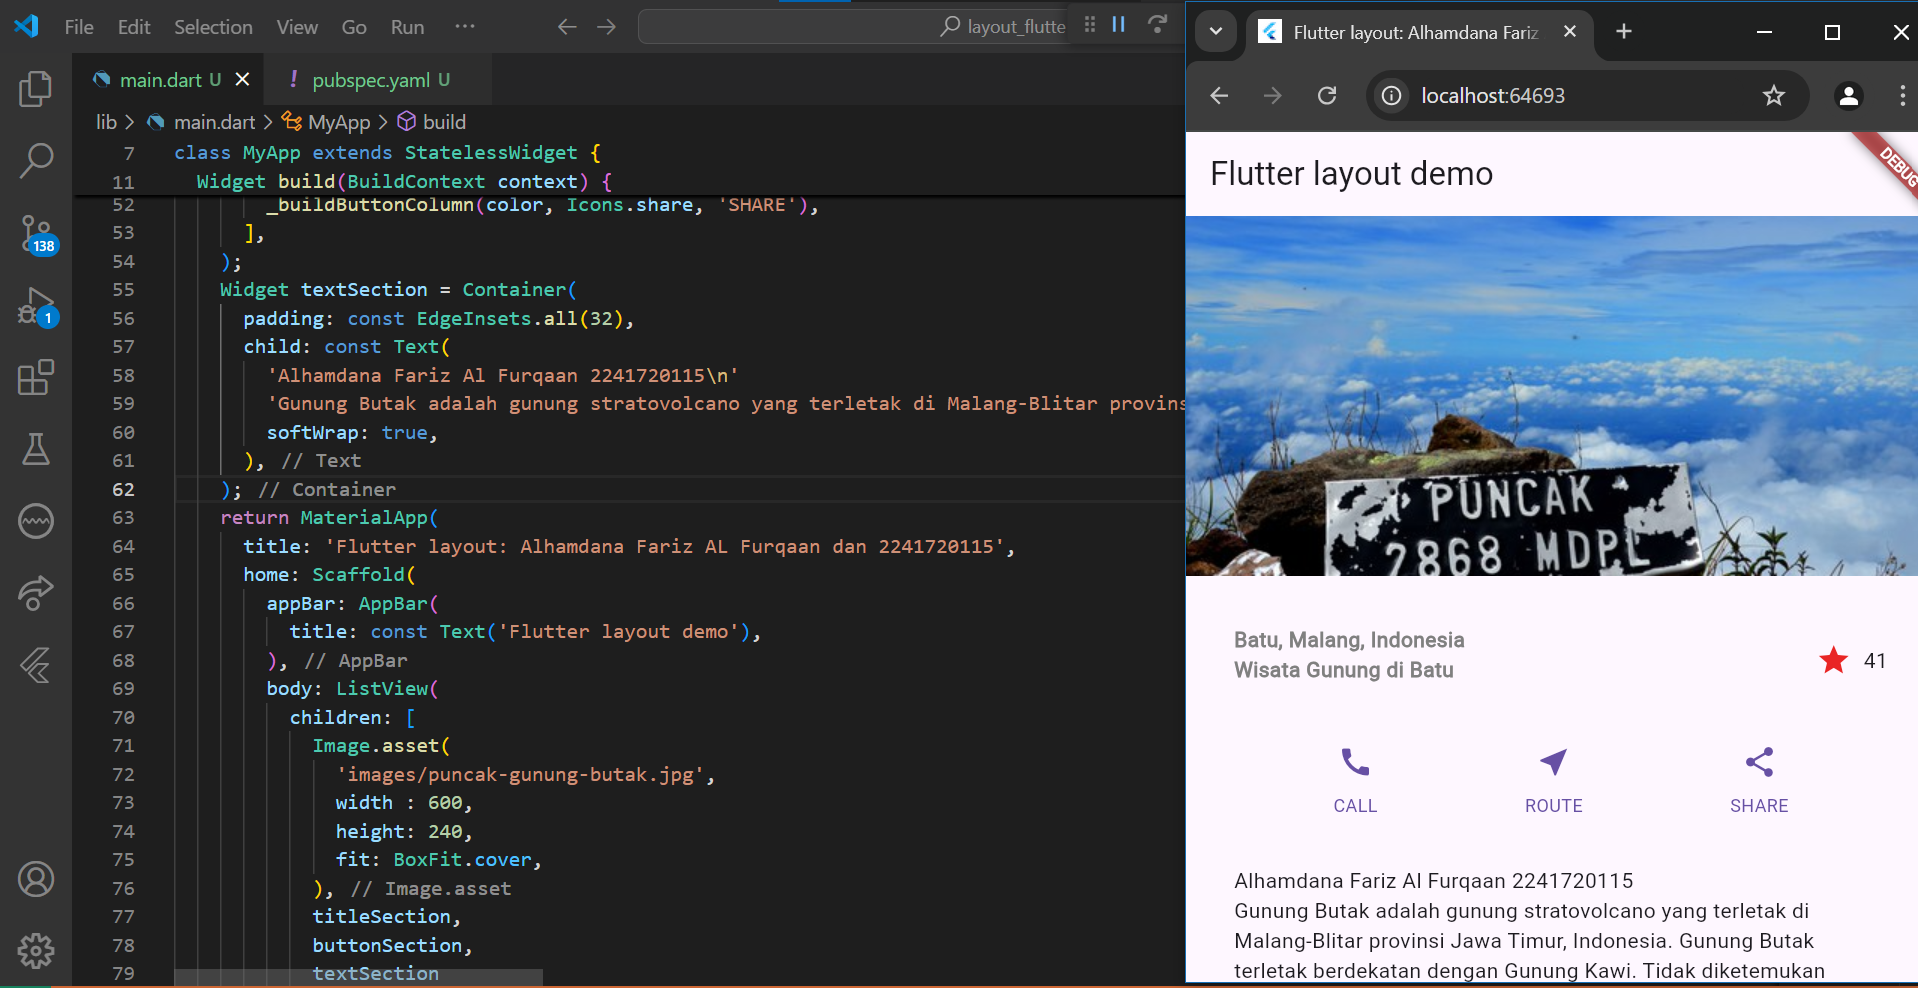 File Edit Selection View Go Run ···
layout_flutte
main.dart U
! pubspec.yaml U
lib > main.dart > MyApp > build
7 class MyApp extends StatelessWidget {
11 Widget build(BuildContext context) {
52 _buildButtonColumn(color, Icons.share, 'SHARE'),
53 ],
54 );
55 Widget textSection = Container(
56 padding: const EdgeInsets.all(32),
57 child: const Text(
58 'Alhamdana Fariz Al Furqaan 2241720115\n'
59 'Gunung Butak adalah gunung stratovolcano yang terletak di Malang-Blitar provins
60 softWrap: true,
61 ), // Text
62 ); // Container
63 return MaterialApp(
64 title: 'Flutter layout: Alhamdana Fariz AL Furqaan dan 2241720115',
65 home: Scaffold(
66 appBar: AppBar(
67 title: const Text('Flutter layout demo'),
68 ), // AppBar
69 body: ListView(
70 children: [
71 Image.asset(
72 'images/puncak-gunung-butak.jpg',
73 width : 600,
74 height: 240,
75 fit: BoxFit.cover,
76 ), // Image.asset
77 titleSection,
78 buttonSection,
79 textSection
138
1
Flutter layout: Alhamdana Fariz
localhost:64693
Flutter layout demo
DEBUG
PUNCAK
2868 MDPL
Batu, Malang, Indonesia
Wisata Gunung di Batu
41
CALL ROUTE SHARE
Alhamdana Fariz Al Furqaan 2241720115
Gunung Butak adalah gunung stratovolcano yang terletak di
Malang-Blitar provinsi Jawa Timur, Indonesia. Gunung Butak
terletak berdekatan dengan Gunung Kawi. Tidak diketemukan